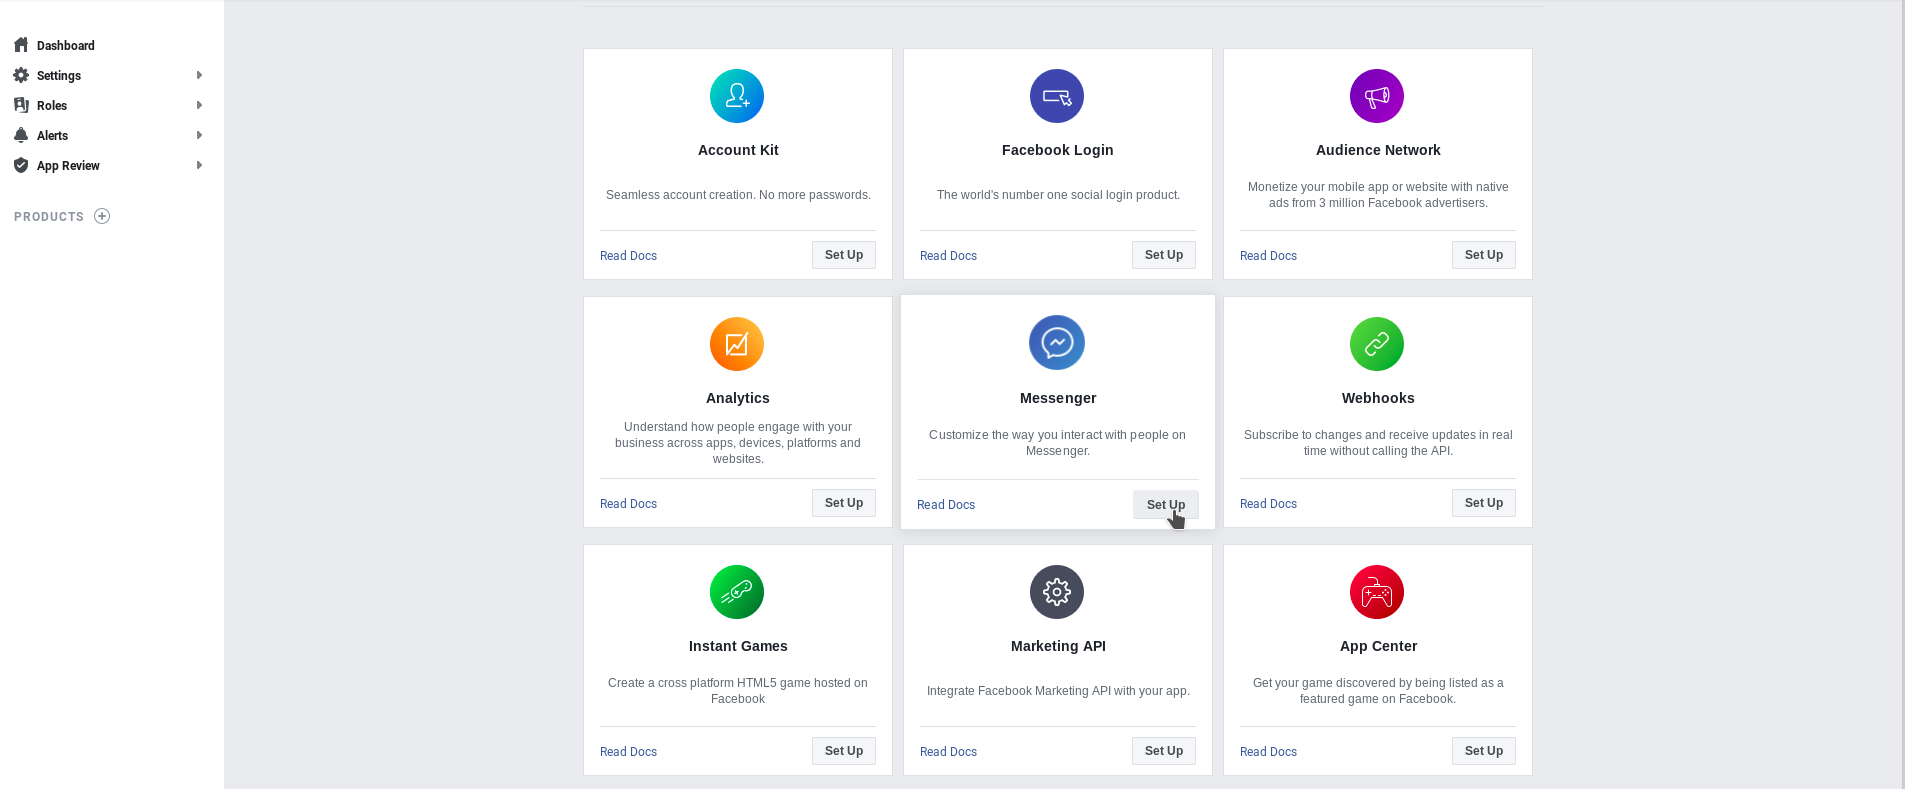 Dashboard
Settings
Roles
Alerts
App Review
PRODUCTS
Account Kit
Seamless account creation. No more passwords.
Read Docs
Set Up
Facebook Login
The world's number one social login product.
Read Docs
Set Up
Audience Network
Monetize your mobile app or website with native
ads from 3 million Facebook advertisers.
Read Docs
Set Up
Analytics
Understand how people engage with your
business across apps, devices, platforms and
websites.
Read Docs
Set Up
Messenger
Customize the way you interact with people on
Messenger.
Read Docs
Set Up
Webhooks
Subscribe to changes and receive updates in real
time without calling the API.
Read Docs
Set Up
Instant Games
Create a cross platform HTML5 game hosted on
Facebook
Read Docs
Set Up
Marketing API
Integrate Facebook Marketing API with your app.
Read Docs
Set Up
App Center
Get your game discovered by being listed as a
featured game on Facebook.
Read Docs
Set Up